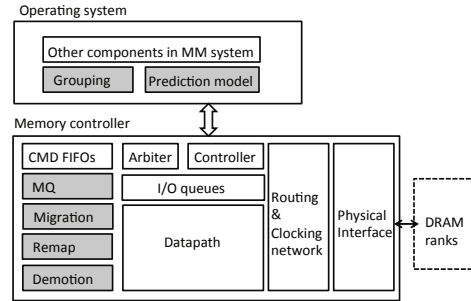 Operating system
Other components in MM system
Grouping
Prediction model
Memory controller
CMD FIFOs
Arbiter
Controller
MQ
I/O queues
Migration
Remap
Demotion
Datapath
Routing
&
Clocking
network
Physical
Interface
DRAM
ranks